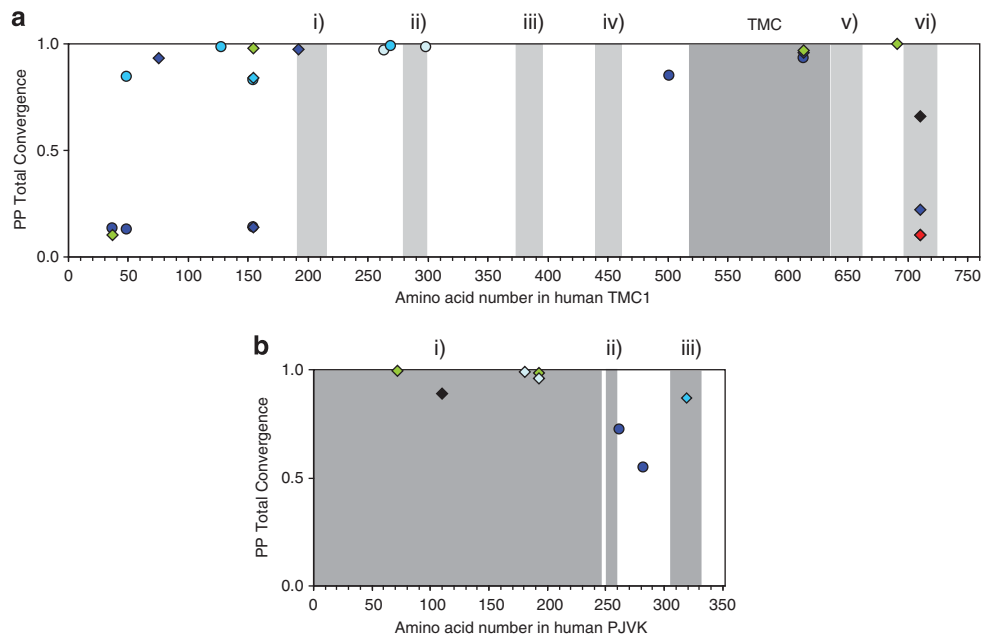 a
i) ii) iii) iv) TMC v) vi)
PP Total Convergence
1.0
0.5
0.0
0 50 100 150 200 250 300 350 400 450 500 550 600 650 700 750
Amino acid number in human TMC1
b
i) ii) iii)
PP Total Convergence
1.0
0.5
0.0
0 50 100 150 200 250 300 350
Amino acid number in human PJVK